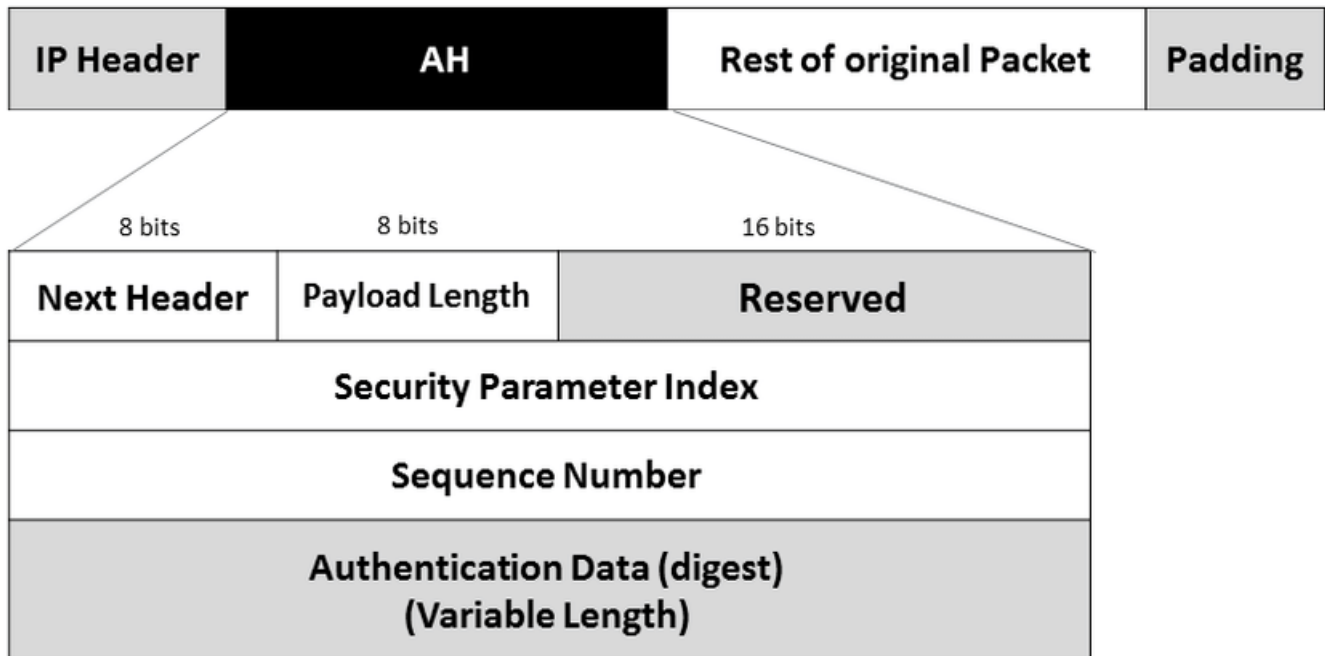 IP Header
AH
Rest of original Packet
Padding
8 bits
8 bits
16 bits
Next Header
Payload Length
Reserved
Security Parameter Index
Sequence Number
Authentication Data (digest)
(Variable Length)